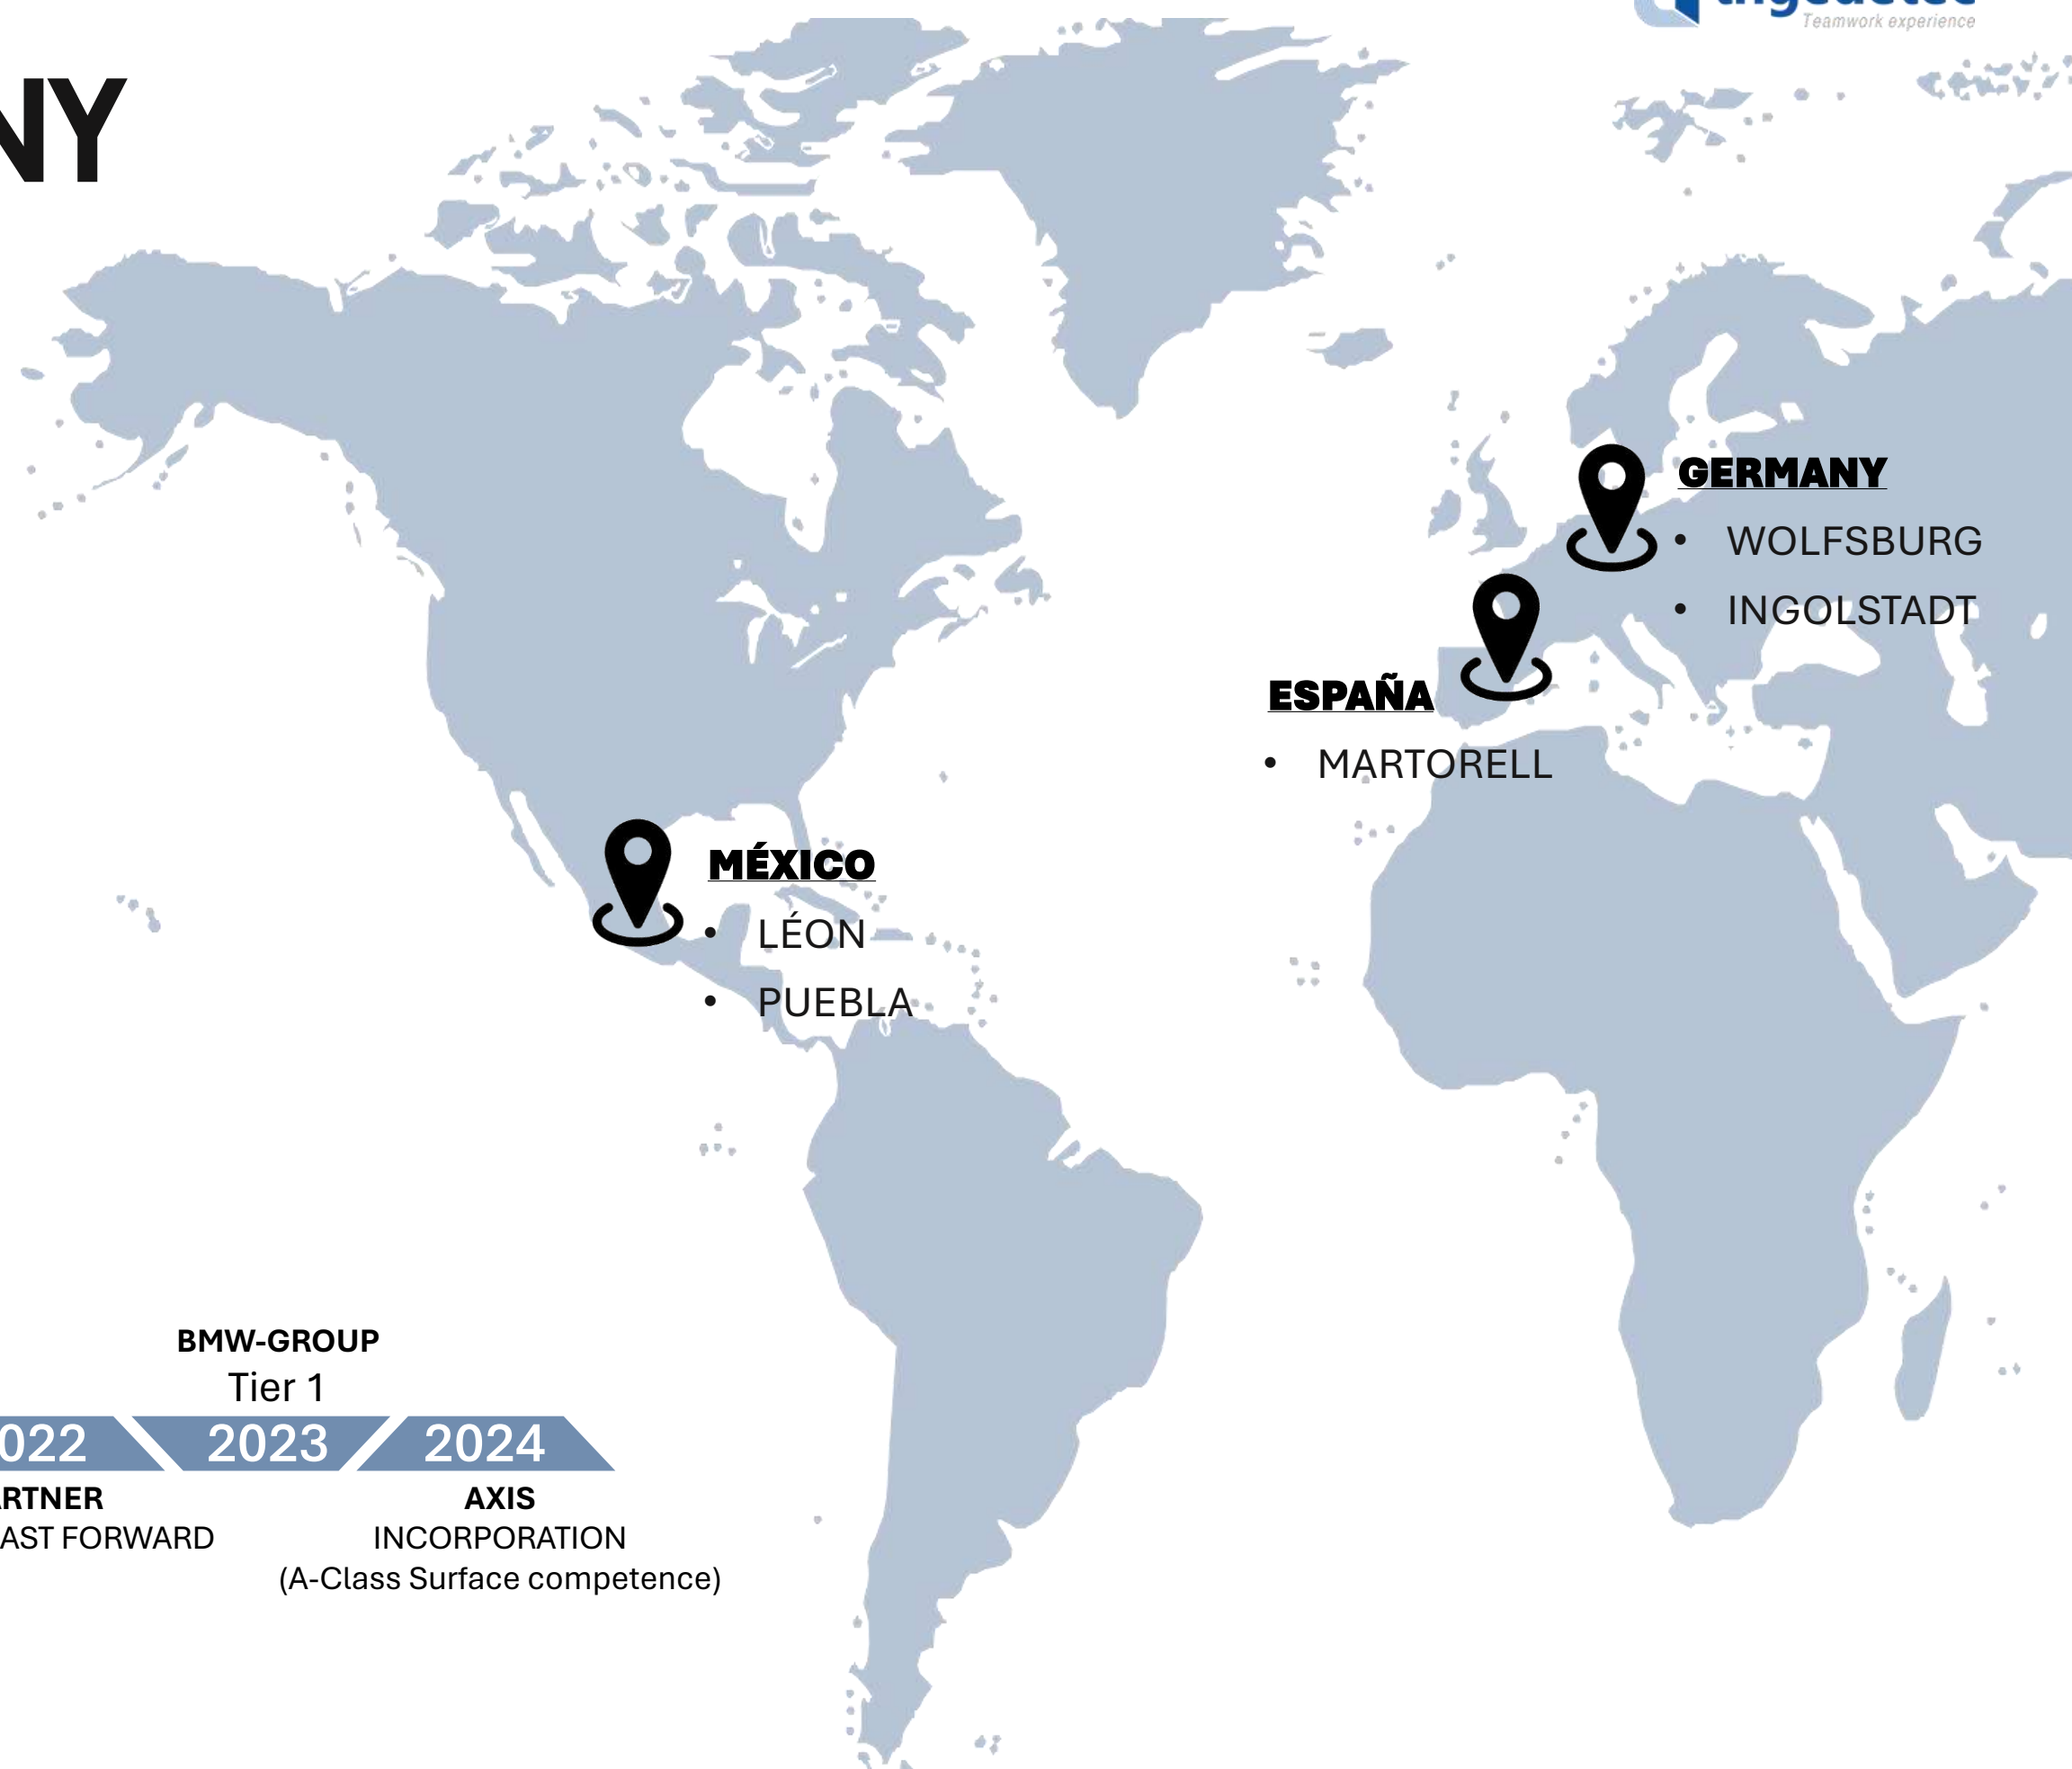 Teamwork experience
NY
GERMANY
• WOLFSBURG
• INGOLSTADT
ESPAÑA
• MARTORELL
MÉXICO
• LÉON
• PUEBLA
BMW-GROUP
Tier 1
022
2023
2024
RTNER
AST FORWARD
AXIS
INCORPORATION
(A-Class Surface competence)